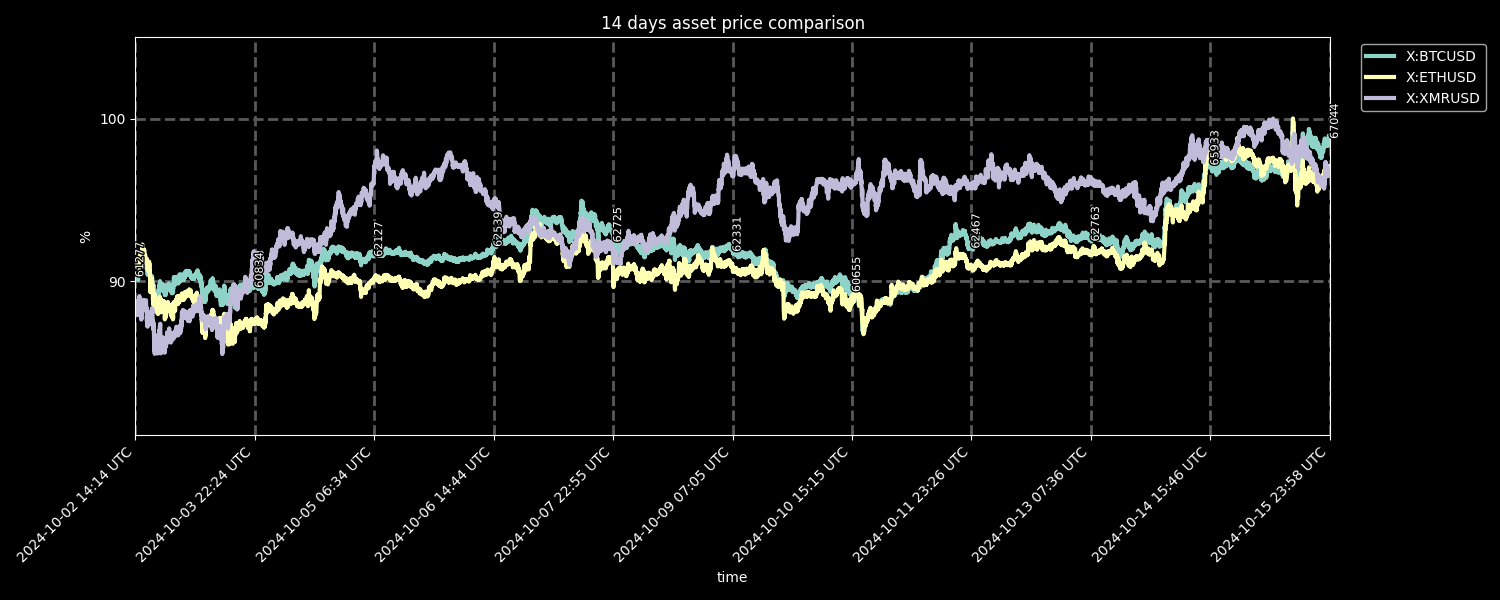 14 days asset price comparison
X:BTCUSD
X:ETHUSD
X:XMRUSD
100
90
%
60834
62127
62539
62725
62331
60655
62467
62763
65933
67044
2024-10-02 14:14 UTC
2024-10-03 22:24 UTC
2024-10-05 06:34 UTC
2024-10-06 14:44 UTC
2024-10-07 22:55 UTC
2024-10-09 07:05 UTC
2024-10-10 15:15 UTC
2024-10-11 23:26 UTC
2024-10-13 07:36 UTC
2024-10-14 15:46 UTC
2024-10-15 23:58 UTC
time